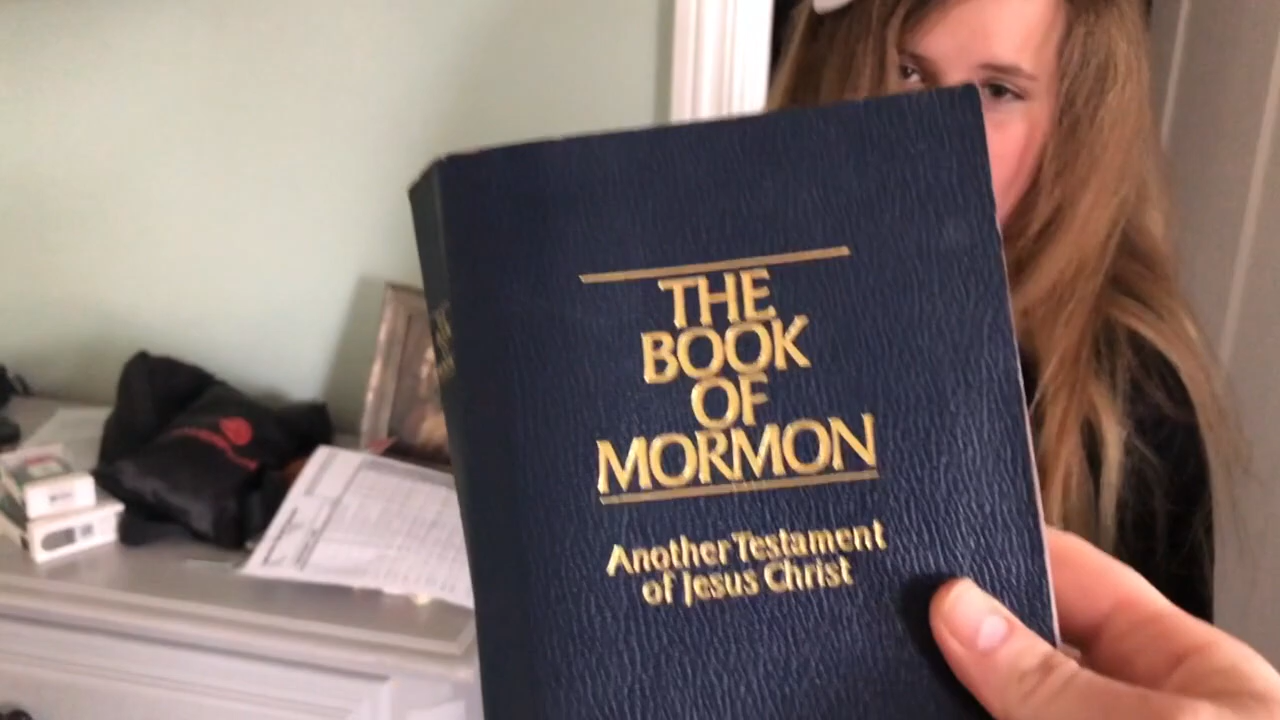 THE
BOOK
OF
MORMON
Another Testament
of Jesus Christ